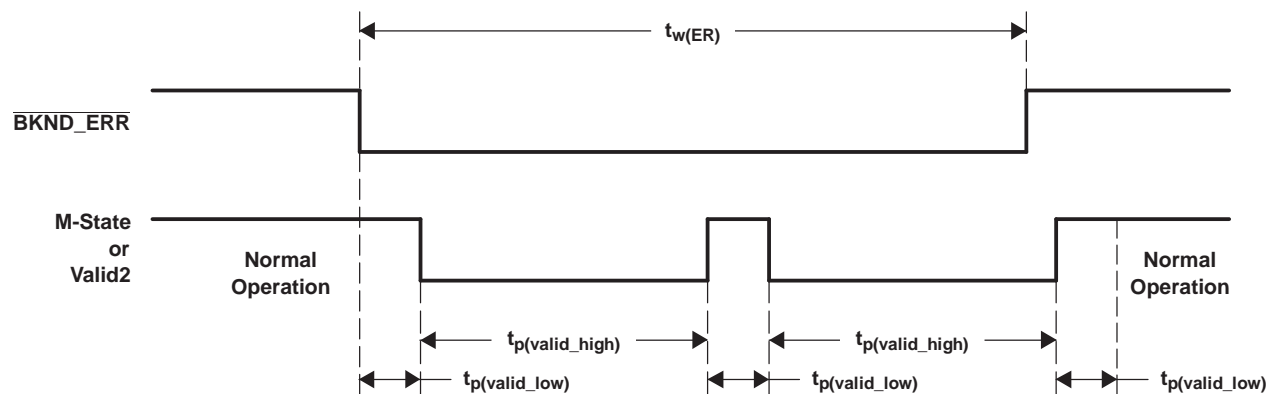 tw(ER)
BKND_ERR
M-State
or
Valid2
Normal
Operation
Normal
Operation
tp(valid_high)
tp(valid_high)
tp(valid_low)
tp(valid_low)
tp(valid_low)